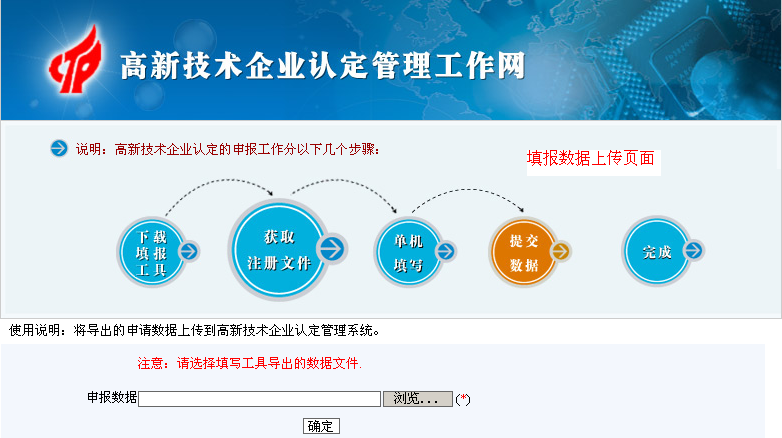 高新技术企业认定管理工作网
说明：高新技术企业认定的申报工作分以下几个步骤：
填报数据上传页面
下载
填报
工具
获取
注册文件
单机
填写
提交
数据
完成
使用说明：将导出的申请数据上传到高新技术企业认定管理系统。
注意：请选择填写工具导出的数据文件.
申报数据 浏览... (*)
确定